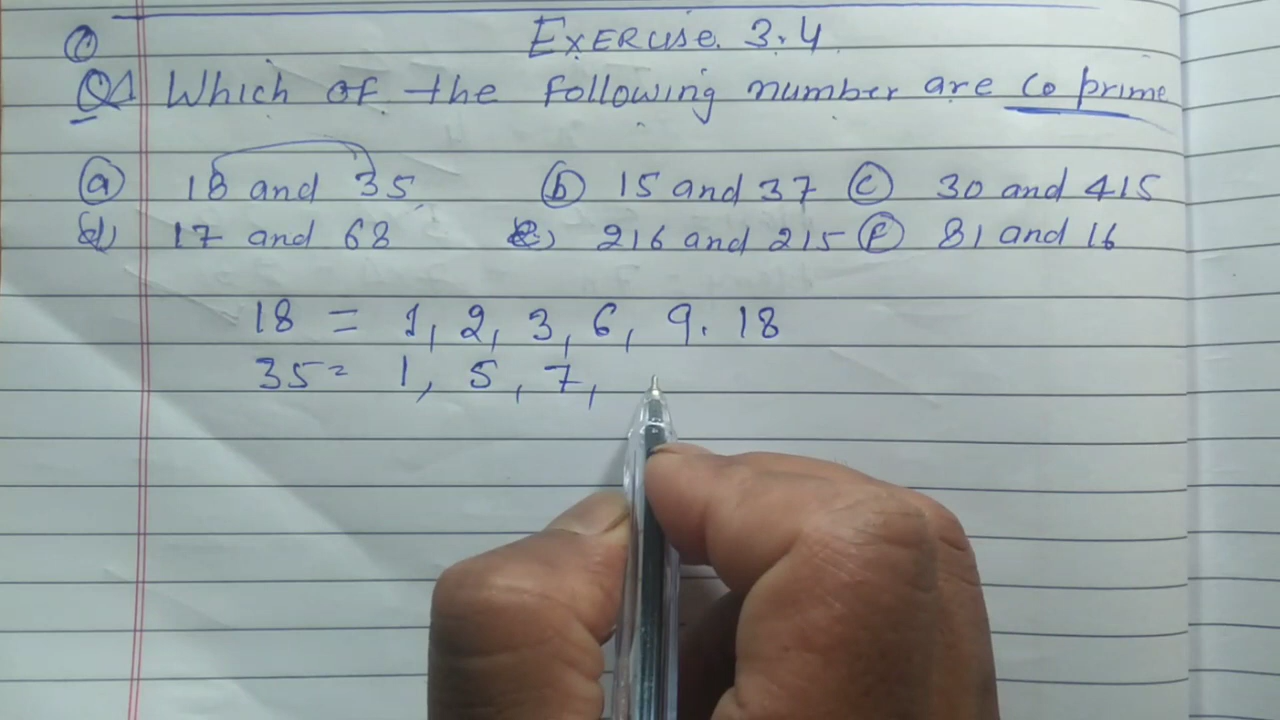 Exercise. 3.4
Q1 Which of the following number are co prime
(a) 18 and 35 (b) 15 and 37 (c) 30 and 415
(d) 17 and 68 (e) 216 and 215 (f) 81 and 16
18 = 1, 2, 3, 6, 9. 18
35 = 1, 5, 7,